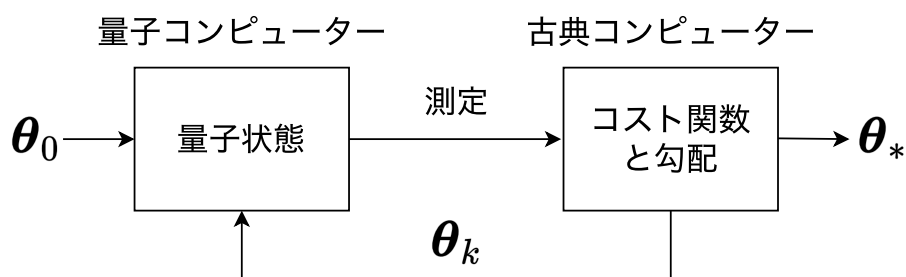 量子コンピューター
古典コンピューター
θ₀
量子状態
測定
コスト関数
と勾配
θ*
θₖ